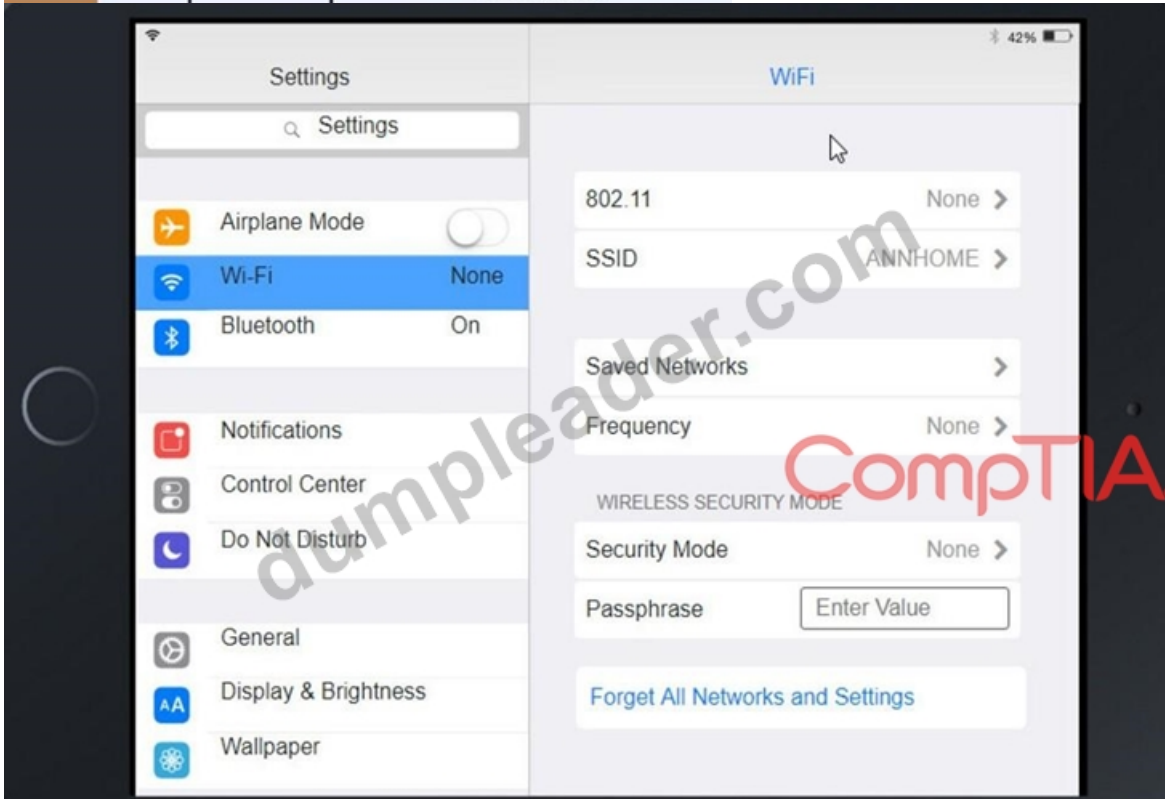 42%
Settings
WiFi
Settings
Airplane Mode
Wi-Fi None
Bluetooth On
Notifications
Control Center
Do Not Disturb
General
Display & Brightness
Wallpaper
802.11 None
SSID ANNHOME
Saved Networks
Frequency None
WIRELESS SECURITY MODE
Security Mode None
Passphrase Enter Value
Forget All Networks and Settings
dumpleader.com
CompTIA